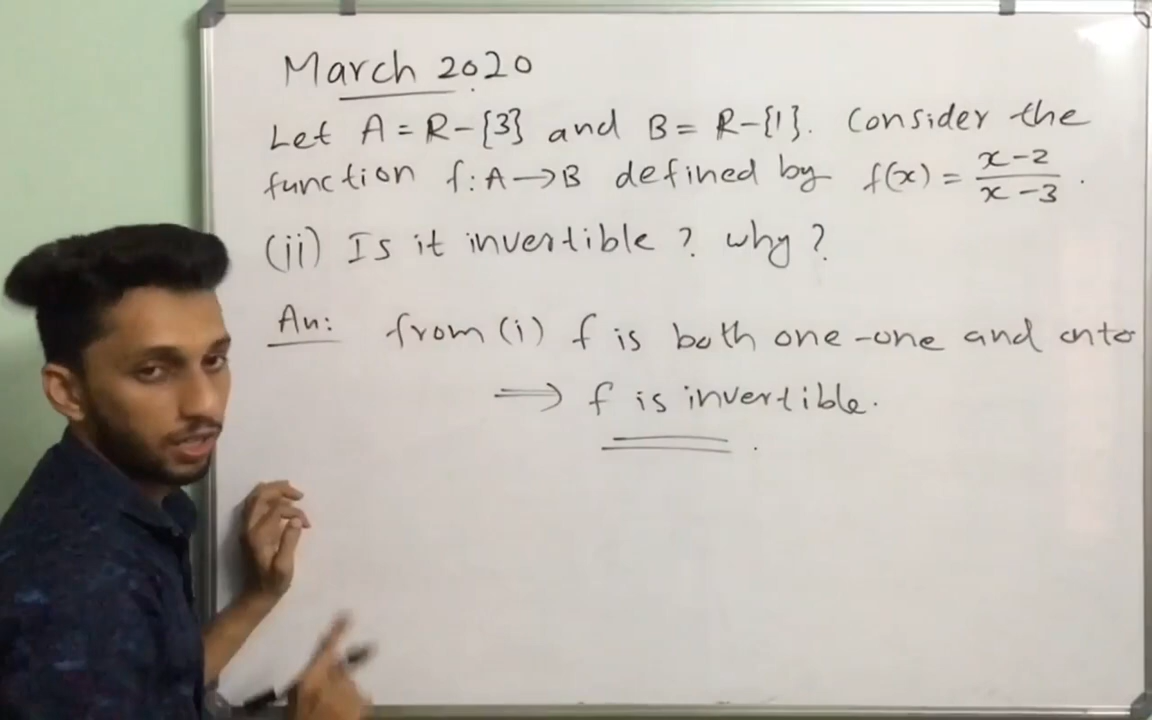 March 2020
Let A = R-{3} and B = R-{1}. Consider the
function f: A→B defined by f(x) = x-2/x-3.
(ii) Is it invertible? why?
An: from (i) f is both one-one and onto
⟹ f is invertible.